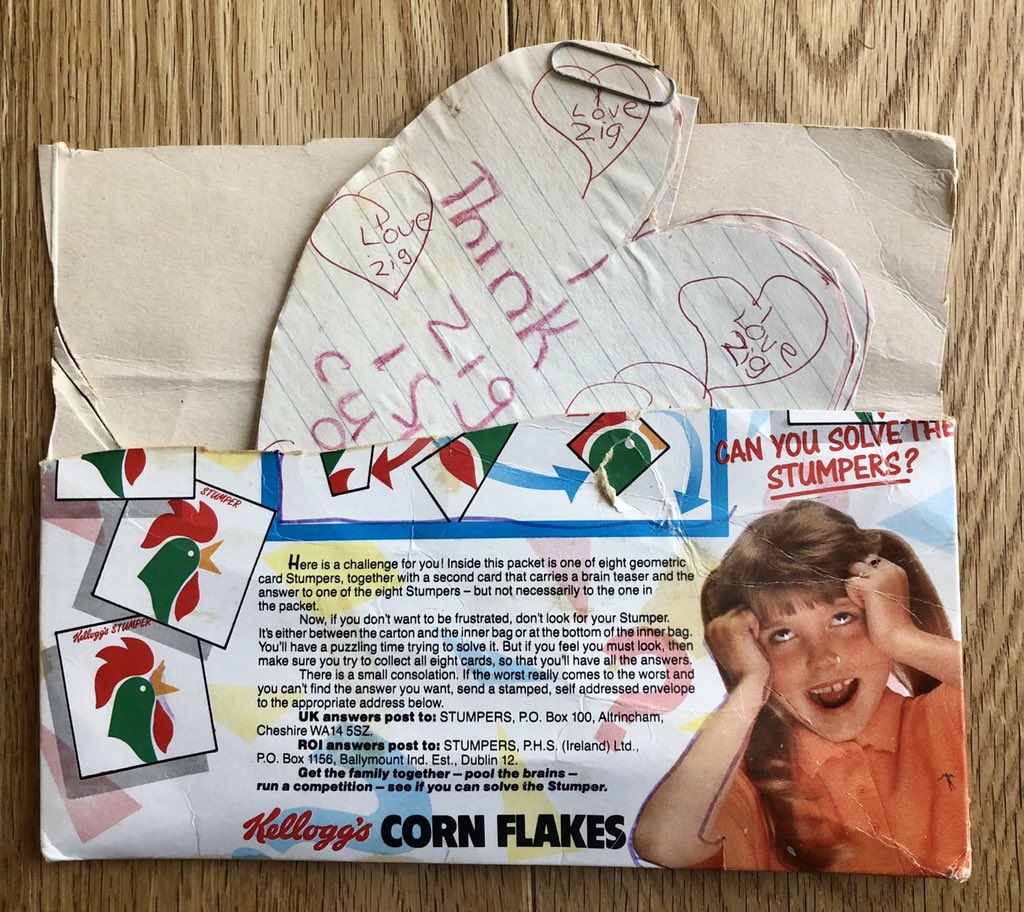 I
Love
Zig
I
Love
zig
I
Think
Zig
Is
I
Love
Zig
CAN YOU SOLVE THE
STUMPERS?
STUMPER
Kellogg's STUMPER
Here is a challenge for you! Inside this packet is one of eight geometric
card Stumpers, together with a second card that carries a brain teaser and the
answer to one of the eight Stumpers – but not necessarily to the one in
the packet.
Now, if you don't want to be frustrated, don't look for your Stumper.
It's either between the carton and the inner bag or at the bottom of the inner bag.
You'll have a puzzling time trying to solve it. But if you feel you must look, then
make sure you try to collect all eight cards, so that you'll have all the answers.
There is a small consolation. If the worst really comes to the worst and
you can't find the answer you want, send a stamped, self addressed envelope
to the appropriate address below.
UK answers post to: STUMPERS, P.O. Box 100, Altrincham,
Cheshire WA14 5SZ.
ROI answers post to: STUMPERS, P.H.S. (Ireland) Ltd.,
P.O. Box 1156, Ballymount Ind. Est., Dublin 12.
Get the family together – pool the brains –
run a competition – see if you can solve the Stumper.
Kellogg's CORN FLAKES